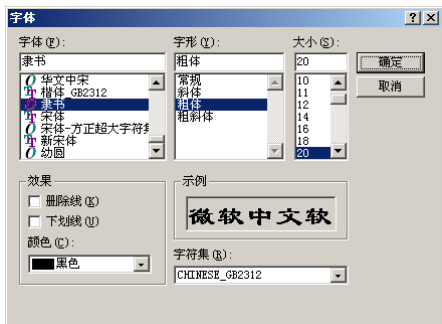 字体
字体(F):
隶书
华文中宋
楷体_GB2312
隶书
宋体
宋体-方正超大字符集
新宋体
幼圆
字形(Y):
粗体
常规
斜体
粗体
粗斜体
大小(S):
20
10
11
12
14
16
18
20
确定
取消
效果
删除线(K)
下划线(U)
颜色(C):
黑色
示例
微软中文软
字符集(R):
CHINESE_GB2312